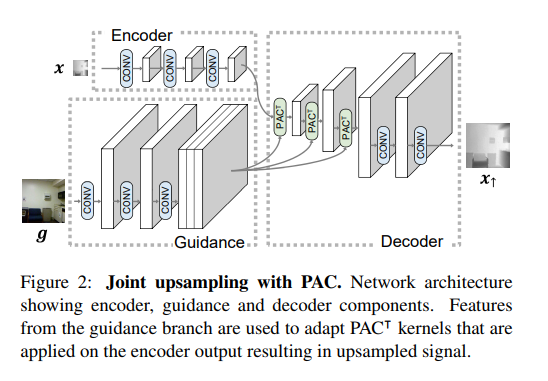 Encoder
x
CONV
CONV
CONV
g
CONV
CONV
CONV
Guidance
PACᵀ
PACᵀ
PACᵀ
CONV
CONV
x↑
Decoder
Figure 2: Joint upsampling with PAC. Network architecture
showing encoder, guidance and decoder components. Features
from the guidance branch are used to adapt PACᵀ kernels that are
applied on the encoder output resulting in upsampled signal.